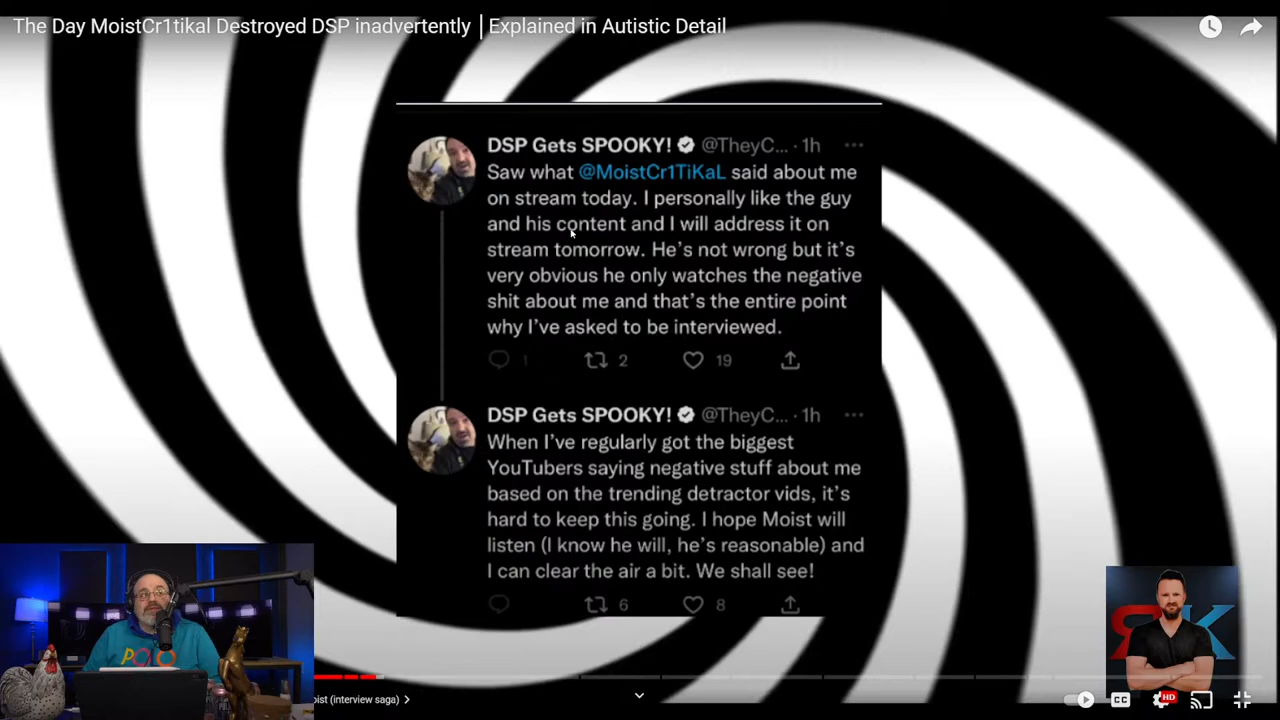 The Day MoistCr1tikal Destroyed DSP inadvertently │Explained in Autistic Detail
DSP Gets SPOOKY! @TheyC... · 1h
Saw what @MoistCr1TiKaL said about me
on stream today. I personally like the guy
and his content and I will address it on
stream tomorrow. He's not wrong but it's
very obvious he only watches the negative
shit about me and that's the entire point
why I've asked to be interviewed.
1 2 19
DSP Gets SPOOKY! @TheyC... · 1h
When I've regularly got the biggest
YouTubers saying negative stuff about me
based on the trending detractor vids, it's
hard to keep this going. I hope Moist will
listen (I know he will, he's reasonable) and
I can clear the air a bit. We shall see!
6 8
POLO
RK
oist (interview saga)
CC HD